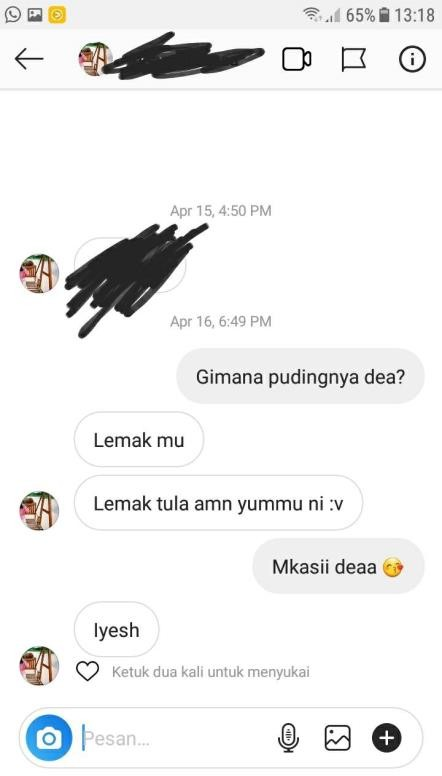 65% 13:18
Apr 15, 4:50 PM
Apr 16, 6:49 PM
Gimana pudingnya dea?
Lemak mu
Lemak tula amn yummu ni :v
Mkasii deaa 😙
Iyesh
Ketuk dua kali untuk menyukai
Pesan...